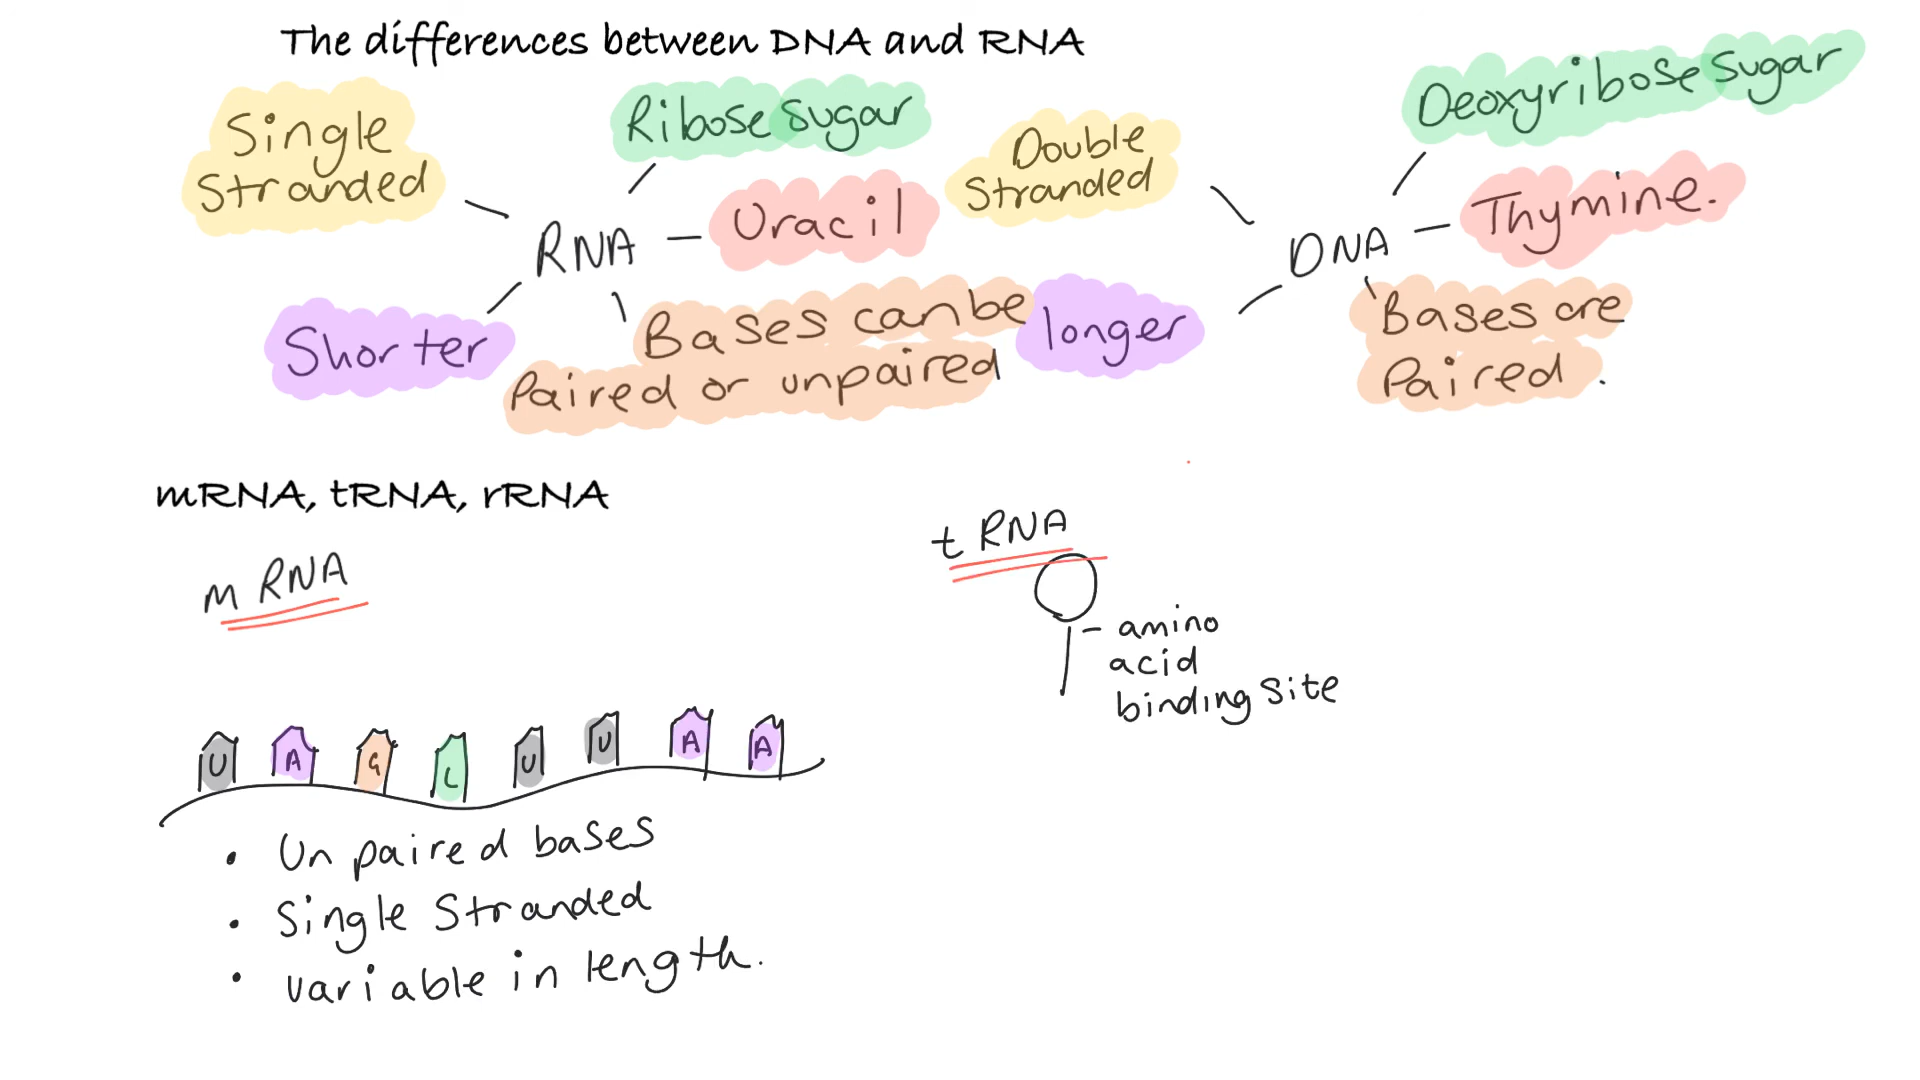 The differences between DNA and RNA
Single
Stranded
Ribose Sugar
Uracil
RNA
Shorter
Bases can be
Paired or unpaired
Double
Stranded
Deoxyribose Sugar
Thymine.
DNA
longer
Bases are
Paired.
mRNA, tRNA, rRNA
mRNA
U A G C U U A A
• Unpaired bases
• Single Stranded
• variable in length.
tRNA
- amino
acid
binding Site